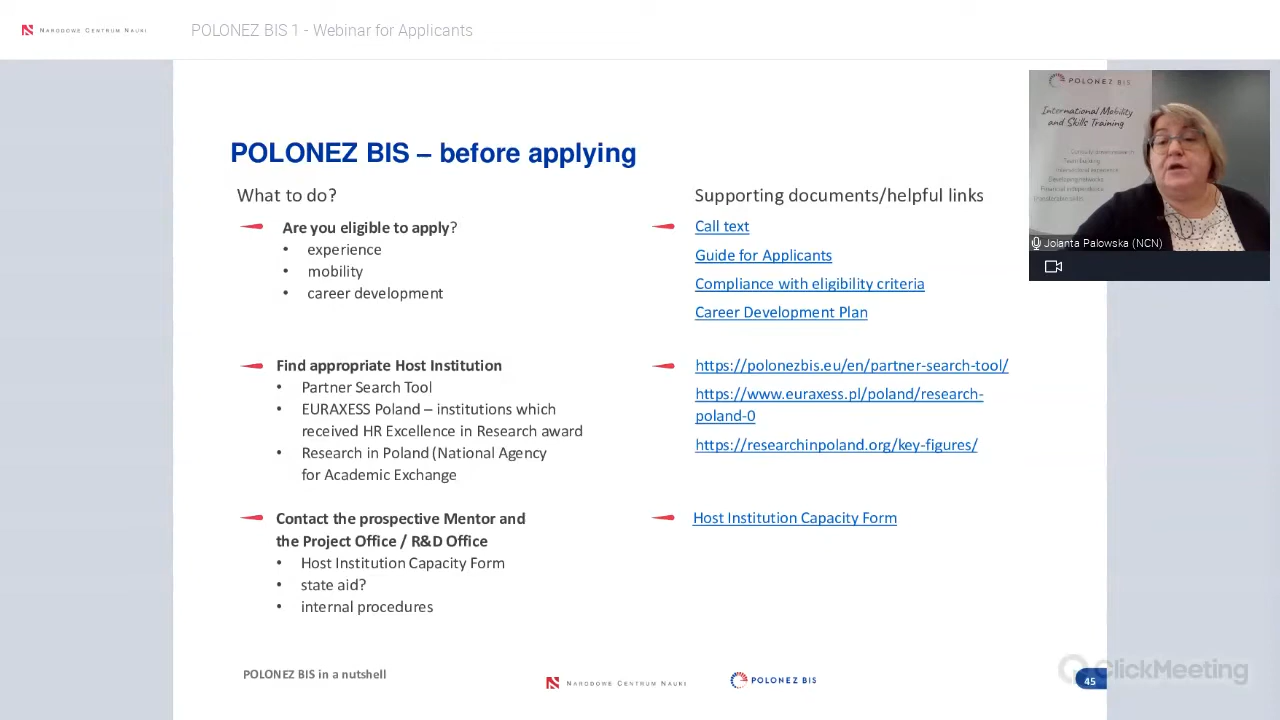 NARODOWE CENTRUM NAUKI
POLONEZ BIS 1 - Webinar for Applicants
POLONEZ BIS
International Mobility
and Skills Training
Financial independence
Jolanta Palowska (NCN)
POLONEZ BIS – before applying
What to do?
Are you eligible to apply?
• experience
• mobility
• career development
Find appropriate Host Institution
• Partner Search Tool
• EURAXESS Poland – institutions which
received HR Excellence in Research award
• Research in Poland (National Agency
for Academic Exchange
Contact the prospective Mentor and
the Project Office / R&D Office
• Host Institution Capacity Form
• state aid?
• internal procedures
Supporting documents/helpful links
Call text
Guide for Applicants
Compliance with eligibility criteria
Career Development Plan
https://polonezbis.eu/en/partner-search-tool/
https://www.euraxess.pl/poland/research-
poland-0
https://researchinpoland.org/key-figures/
Host Institution Capacity Form
POLONEZ BIS in a nutshell
NARODOWE CENTRUM NAUKI
POLONEZ BIS
45
ClickMeeting